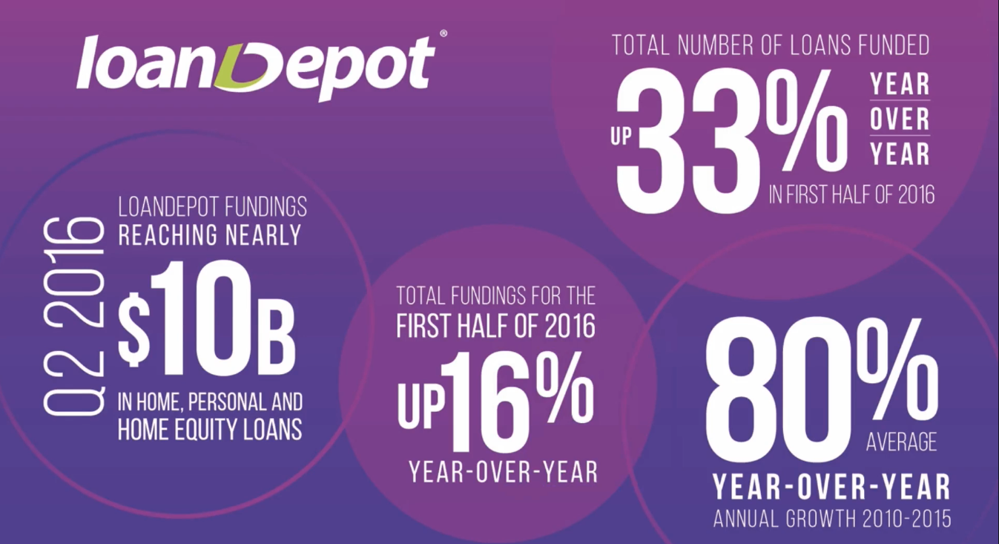 loanDepot®
TOTAL NUMBER OF LOANS FUNDED
UP 33% YEAR
OVER
YEAR
IN FIRST HALF OF 2016
Q2 2016
LOANDEPOT FUNDINGS
REACHING NEARLY
$10B
IN HOME, PERSONAL AND
HOME EQUITY LOANS
TOTAL FUNDINGS FOR THE
FIRST HALF OF 2016
UP 16%
YEAR-OVER-YEAR
80%
AVERAGE
YEAR-OVER-YEAR
ANNUAL GROWTH 2010-2015